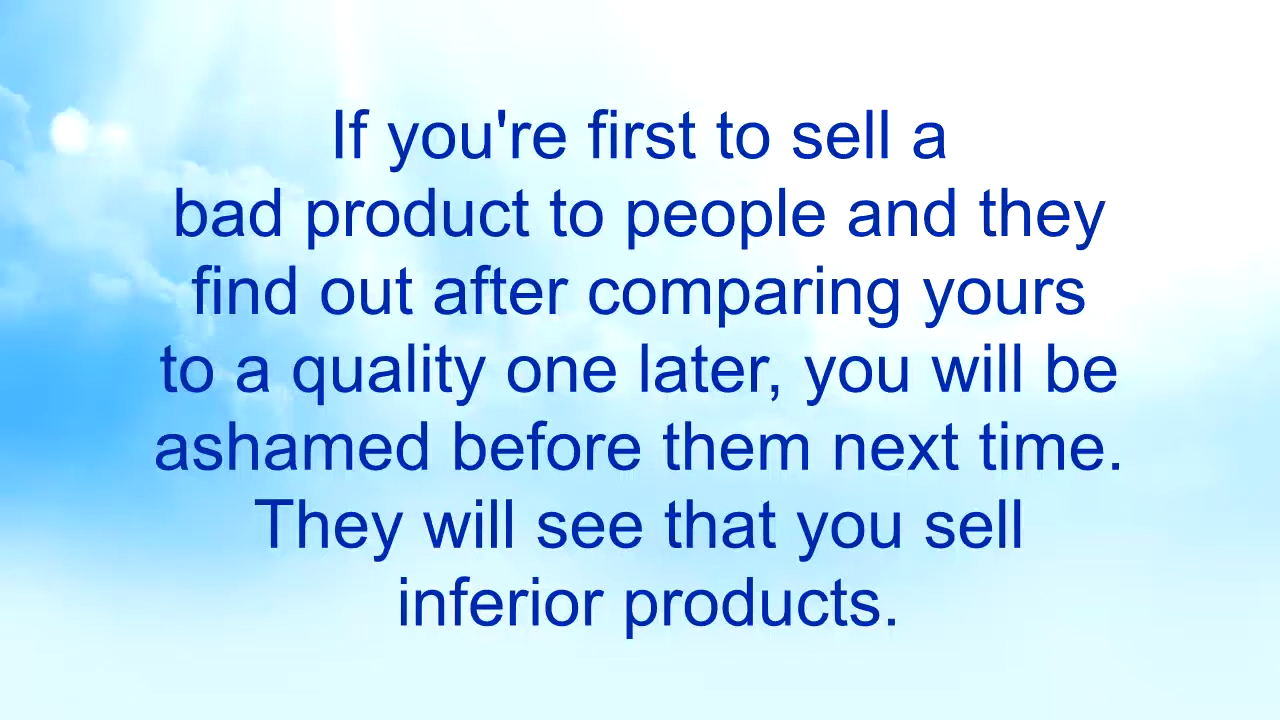 If you're first to sell a
bad product to people and they
find out after comparing yours
to a quality one later, you will be
ashamed before them next time.
They will see that you sell
inferior products.